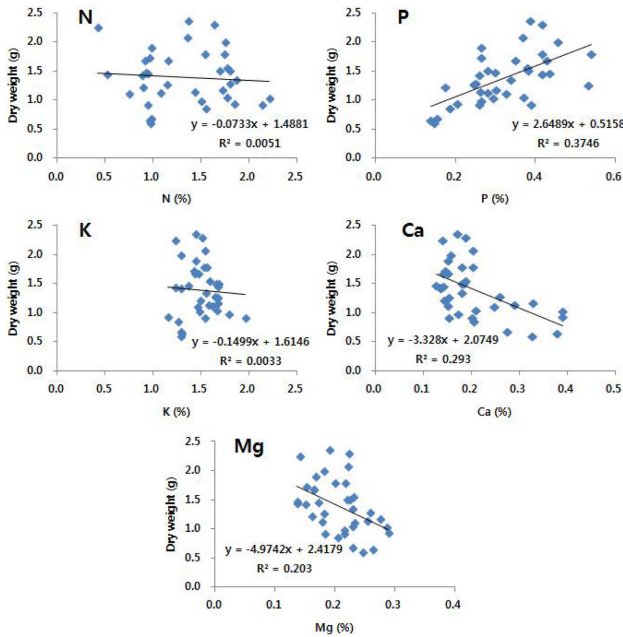 N
2.5
2.0
1.5
1.0
0.5
0.0
Dry weight (g)
y = -0.0733x + 1.4881
R² = 0.0051
0.0 0.5 1.0 1.5 2.0 2.5
N (%)
P
2.5
2.0
1.5
1.0
0.5
0.0
Dry weight (g)
y = 2.6489x + 0.5158
R² = 0.3746
0.0 0.2 0.4 0.6
P (%)
K
2.5
2.0
1.5
1.0
0.5
0.0
Dry weight (g)
y = -0.1499x + 1.6146
R² = 0.0033
0.0 0.5 1.0 1.5 2.0 2.5
K (%)
Ca
2.5
2.0
1.5
1.0
0.5
0.0
Dry weight (g)
y = -3.328x + 2.0749
R² = 0.293
0.0 0.1 0.2 0.3 0.4 0.5
Ca (%)
Mg
2.5
2.0
1.5
1.0
0.5
0.0
Dry weight (g)
y = -4.9742x + 2.4179
R² = 0.203
0.0 0.1 0.2 0.3 0.4
Mg (%)